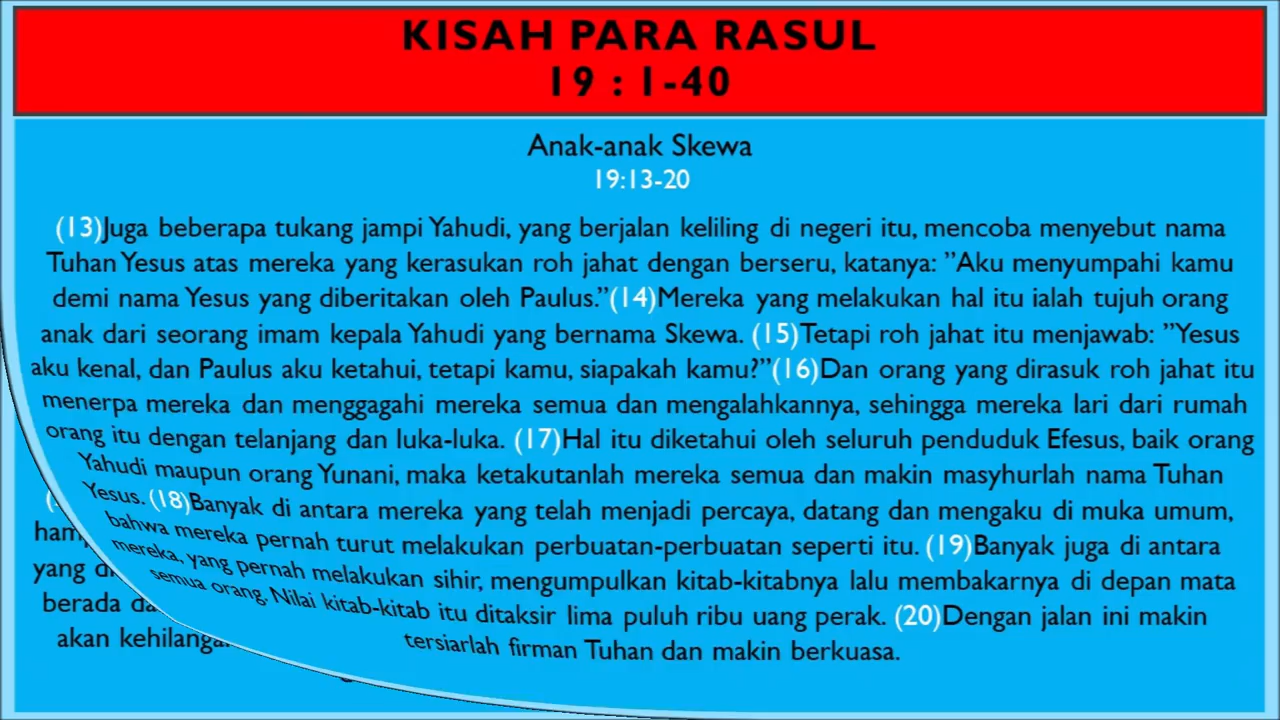 KISAH PARA RASUL
19 : 1-40
Anak-anak Skewa
19:13-20
(13)Juga beberapa tukang jampi Yahudi, yang berjalan keliling di negeri itu, mencoba menyebut nama
Tuhan Yesus atas mereka yang kerasukan roh jahat dengan berseru, katanya: ”Aku menyumpahi kamu
demi nama Yesus yang diberitakan oleh Paulus.”(14)Mereka yang melakukan hal itu ialah tujuh orang
anak dari seorang imam kepala Yahudi yang bernama Skewa. (15)Tetapi roh jahat itu menjawab: ”Yesus
aku kenal, dan Paulus aku ketahui, tetapi kamu, siapakah kamu?”(16)Dan orang yang dirasuk roh jahat itu
menerpa mereka dan menggagahi mereka semua dan mengalahkannya, sehingga mereka lari dari rumah
orang itu dengan telanjang dan luka-luka. (17)Hal itu diketahui oleh seluruh penduduk Efesus, baik orang
Yahudi maupun orang Yunani, maka ketakutanlah mereka semua dan makin masyhurlah nama Tuhan
Yesus. (18)Banyak di antara mereka yang telah menjadi percaya, datang dan mengaku di muka umum,
bahwa mereka pernah turut melakukan perbuatan-perbuatan seperti itu. (19)Banyak juga di antara
mereka, yang pernah melakukan sihir, mengumpulkan kitab-kitabnya lalu membakarnya di depan mata
semua orang. Nilai kitab-kitab itu ditaksir lima puluh ribu uang perak. (20)Dengan jalan ini makin
tersiarlah firman Tuhan dan makin berkuasa.
yang
berada
akan